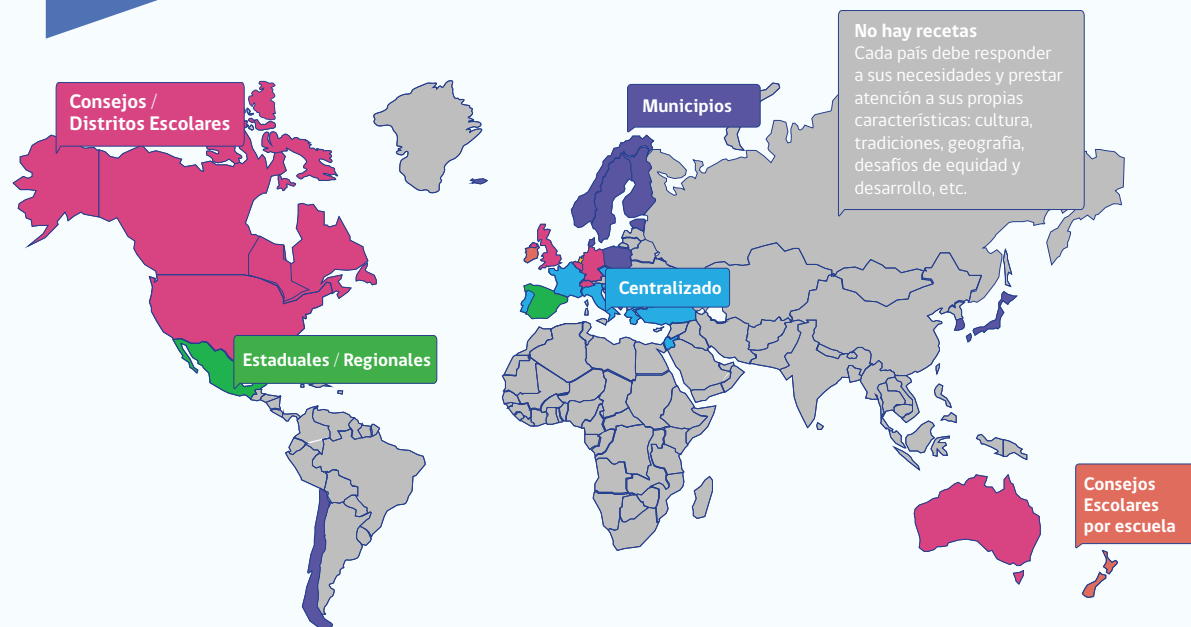 No hay recetas
Cada país debe responder
a sus necesidades y prestar
atención a sus propias
características: cultura,
tradiciones, geografía,
desafíos de equidad y
desarrollo, etc.
Consejos /
Distritos Escolares
Municipios
Centralizado
Estaduales / Regionales
Consejos
Escolares
por escuela